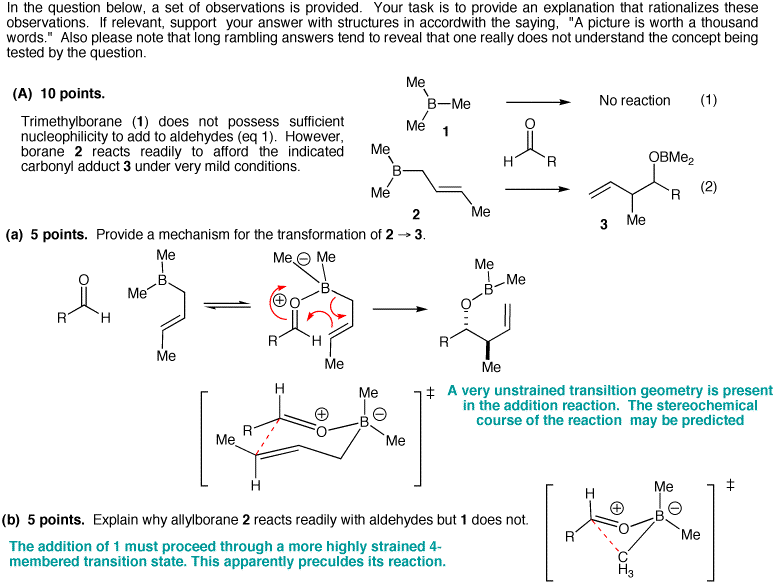 In the question below, a set of observations is provided. Your task is to provide an explanation that rationalizes these
observations. If relevant, support your answer with structures in accordwith the saying, "A picture is worth a thousand
words." Also please note that long rambling answers tend to reveal that one really does not understand the concept being
tested by the question.
(A) 10 points.
Trimethylborane (1) does not possess sufficient
nucleophilicity to add to aldehydes (eq 1). However,
borane 2 reacts readily to afford the indicated
carbonyl adduct 3 under very mild conditions.
Me
B
Me
Me
1
No reaction
(1)
O
H
R
Me
B
Me
Me
2
OBMe2
R
Me
3
(2)
(a) 5 points. Provide a mechanism for the transformation of 2 → 3.
O
R
H
Me
B
Me
Me
Me
⊖
Me
B
⊕
O
R
H
Me
Me
B
Me
O
R
Me
H
R
⊕
O
Me
B
⊖
Me
Me
H
‡
A very unstrained transiltion geometry is present
in the addition reaction. The stereochemical
course of the reaction may be predicted
(b) 5 points. Explain why allylborane 2 reacts readily with aldehydes but 1 does not.
The addition of 1 must proceed through a more highly strained 4-
membered transition state. This apparently preculdes its reaction.
H
R
⊕
O
Me
B
⊖
Me
C
H3
‡